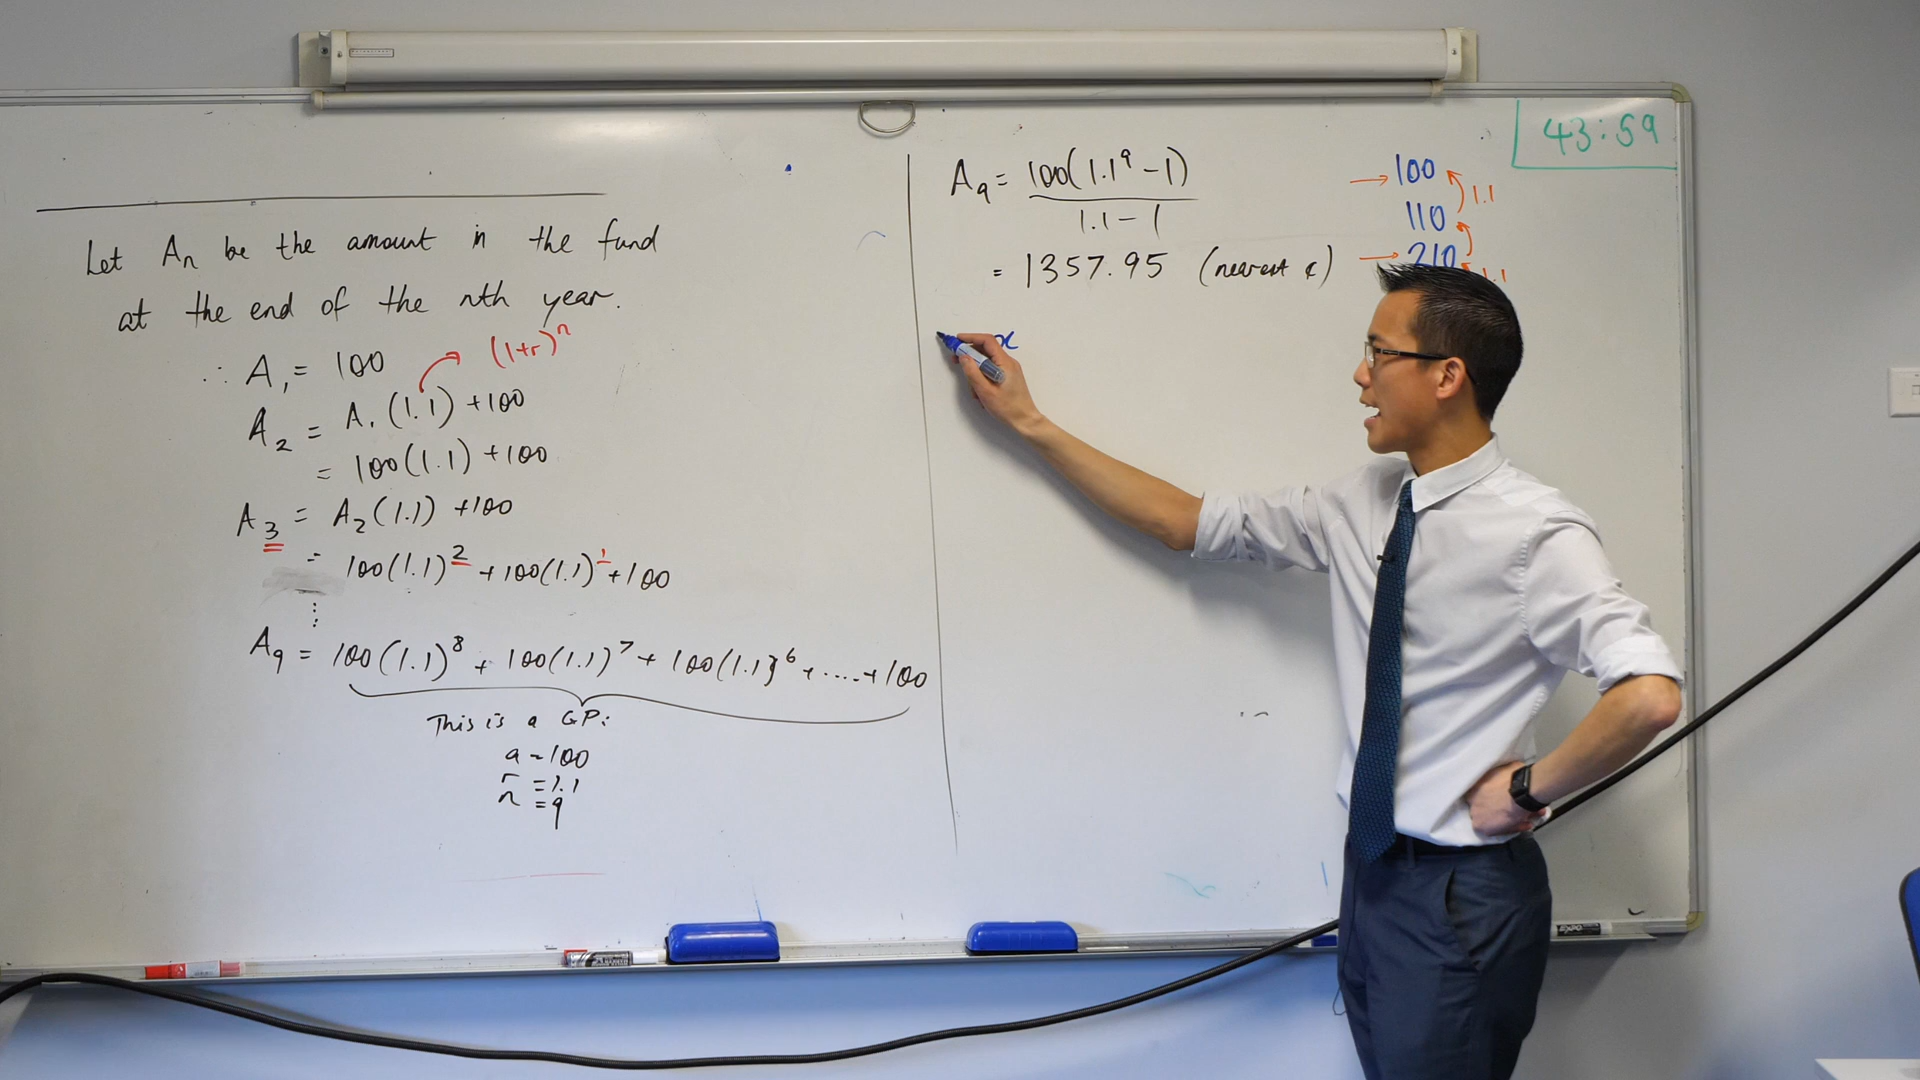 Let An be the amount in the fund
at the end of the nth year.
∴ A₁ = 100
(1+r)ⁿ
A₂ = A₁(1.1) +100
= 100(1.1) +100
A₃ = A₂(1.1) +100
= 100(1.1)² +100(1.1)¹ +100
⋮
A₉ = 100(1.1)⁸ + 100(1.1)⁷ + 100(1.1)⁶ + .... + 100
This is a GP:
a = 100
r = 1.1
n = 9
A₉ = 100(1.1⁹ - 1)
1.1 - 1
= 1357.95 (nearest ¢)
x
→ 100
1.1
110
→ 210
1.1
43:59